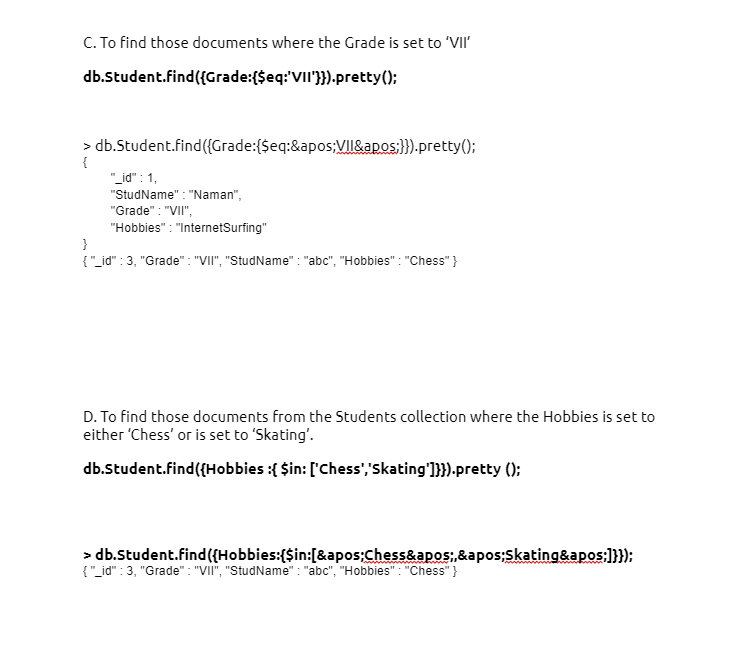 C. To find those documents where the Grade is set to ‘VII’
db.Student.find({Grade:{$eq:'VII'}}).pretty();
> db.Student.find({Grade:{$eq:&apos;VII&apos;}}).pretty();
{
"_id" : 1,
"StudName" : "Naman",
"Grade" : "VII",
"Hobbies" : "InternetSurfing"
}
{ "_id" : 3, "Grade" : "VII", "StudName" : "abc", "Hobbies" : "Chess" }
D. To find those documents from the Students collection where the Hobbies is set to
either ‘Chess’ or is set to ‘Skating’.
db.Student.find({Hobbies :{ $in: ['Chess','Skating']}}).pretty ();
> db.Student.find({Hobbies:{$in:[&apos;Chess&apos;,&apos;Skating&apos;]}});
{ "_id" : 3, "Grade" : "VII", "StudName" : "abc", "Hobbies" : "Chess" }